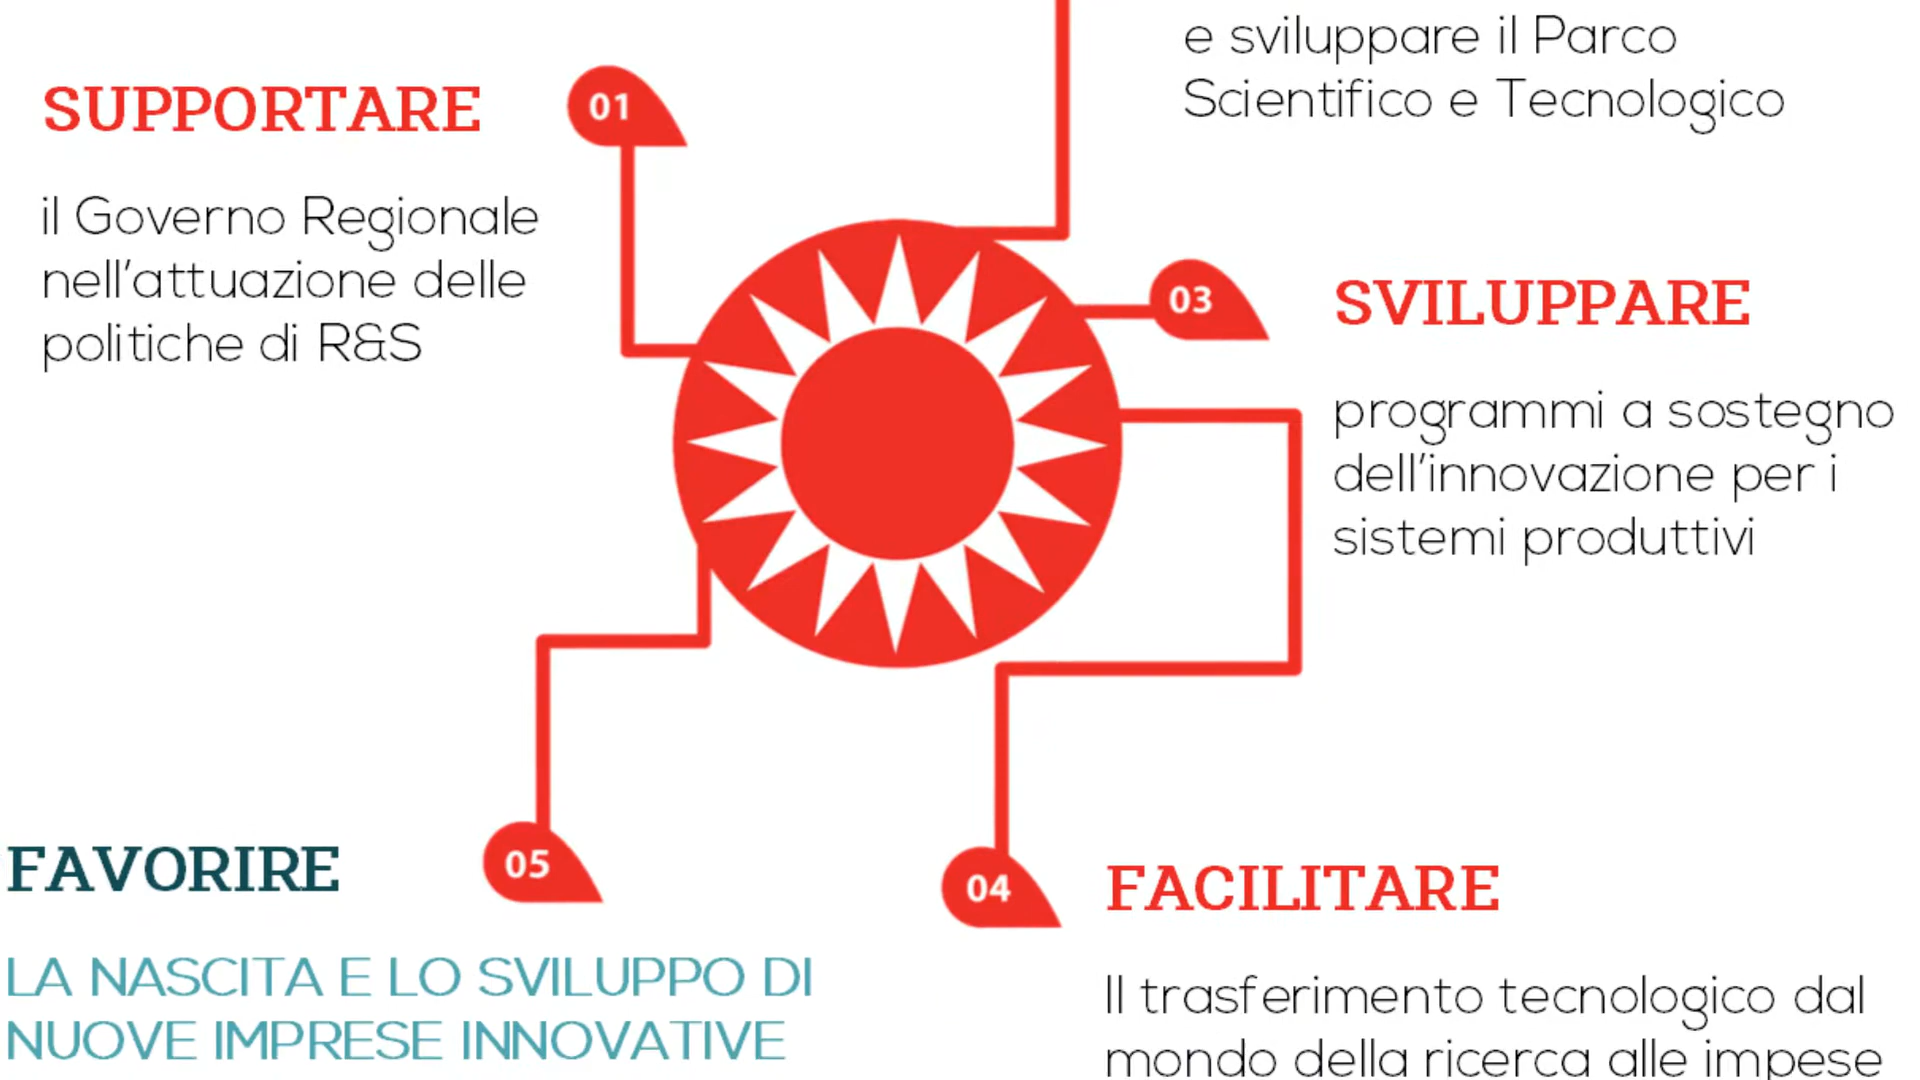 e sviluppare il Parco
Scientifico e Tecnologico
01
SUPPORTARE
il Governo Regionale
nell'attuazione delle
politiche di R&S
03
SVILUPPARE
programmi a sostegno
dell'innovazione per i
sistemi produttivi
05
FAVORIRE
LA NASCITA E LO SVILUPPO DI
NUOVE IMPRESE INNOVATIVE
04
FACILITARE
Il trasferimento tecnologico dal
mondo della ricerca alle impese